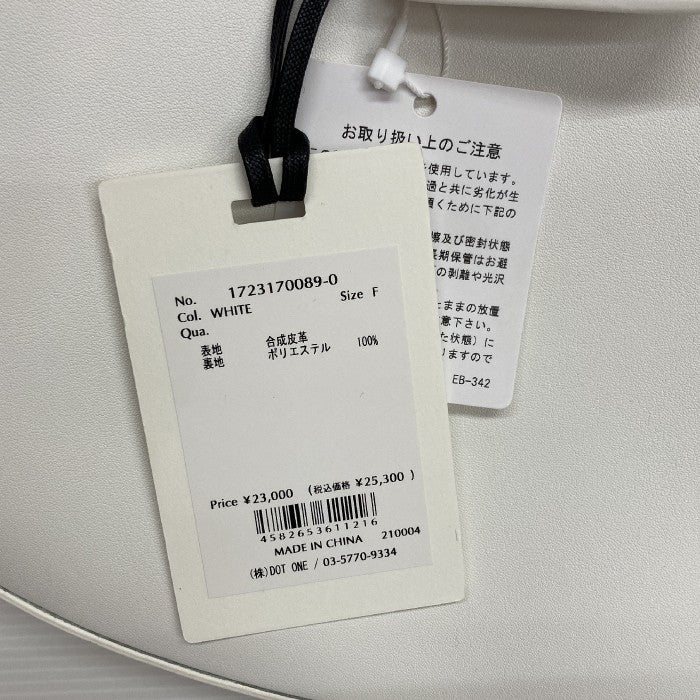 No. 1723170089-0
Col. WHITE Size F
Qua.
表地 合成皮革
裏地 ポリエステル 100%
Price ¥23,000 (税込価格 ¥25,300 )
4582653611216
MADE IN CHINA 210004
(株)DOT ONE / 03-5770-9334
お取り扱い上のご注意
使用しています。
過と共に劣化が生
頂くために下記の
擦及び密封状態
長期保管はお避
の剥離や光沢
ままの放置
意下さい。
た状態)に
りますので
EB-342